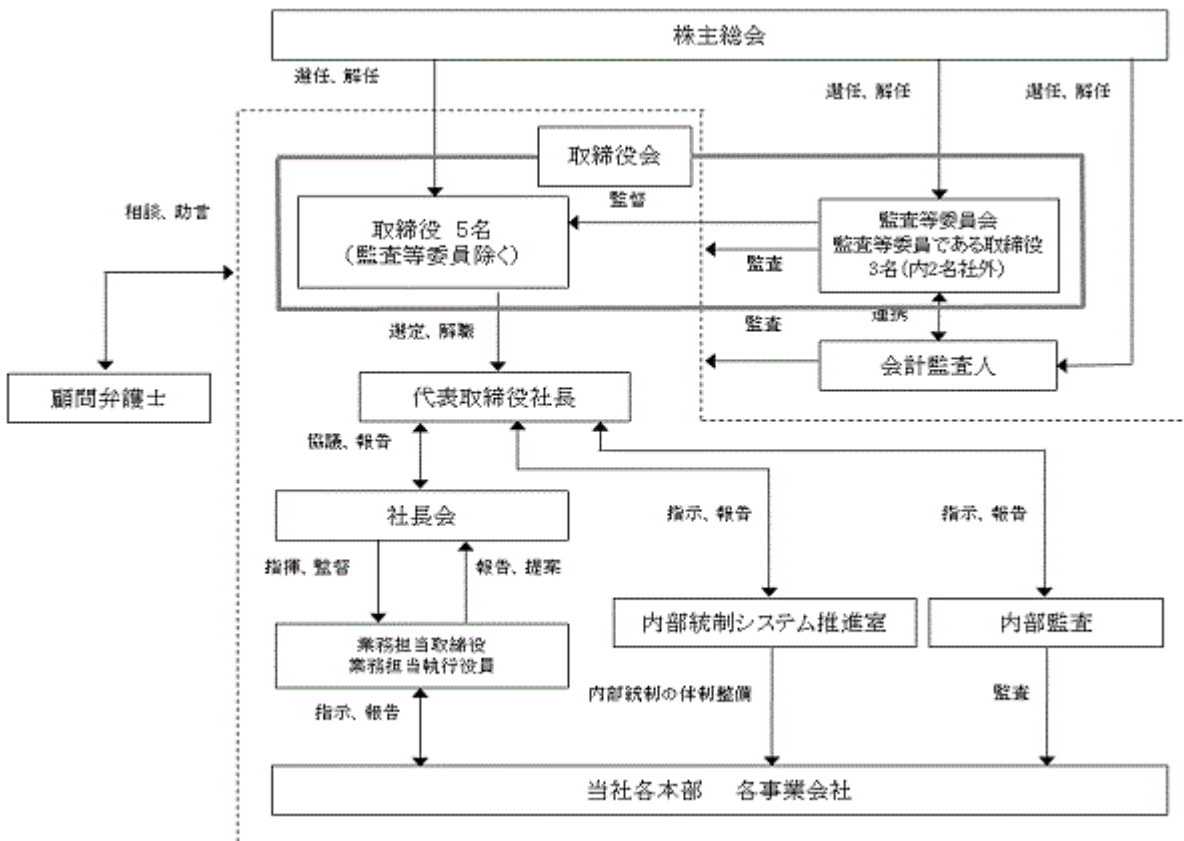 株主総会
選任、解任
選任、解任
選任、解任
取締役会
監督
相談、助言
取締役 5名
(監査等委員除く)
監査等委員会
監査等委員である取締役
3名(内2名社外)
監査
選定、解職
監査
連携
顧問弁護士
代表取締役社長
会計監査人
協議、報告
社長会
指示、報告
指示、報告
指揮、監督
報告、提案
業務担当取締役
業務担当執行役員
内部統制システム推進室
内部監査
指示、報告
内部統制の体制整備
監査
当社各本部 各事業会社